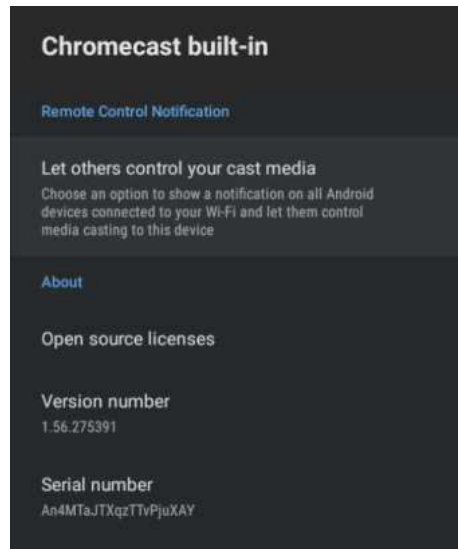 Chromecast built-in
Remote Control Notification
Let others control your cast media
Choose an option to show a notification on all Android
devices connected to your Wi-Fi and let them control
media casting to this device
About
Open source licenses
Version number
1.56.275391
Serial number
An4MTaJTXqzTTvPjuXAY